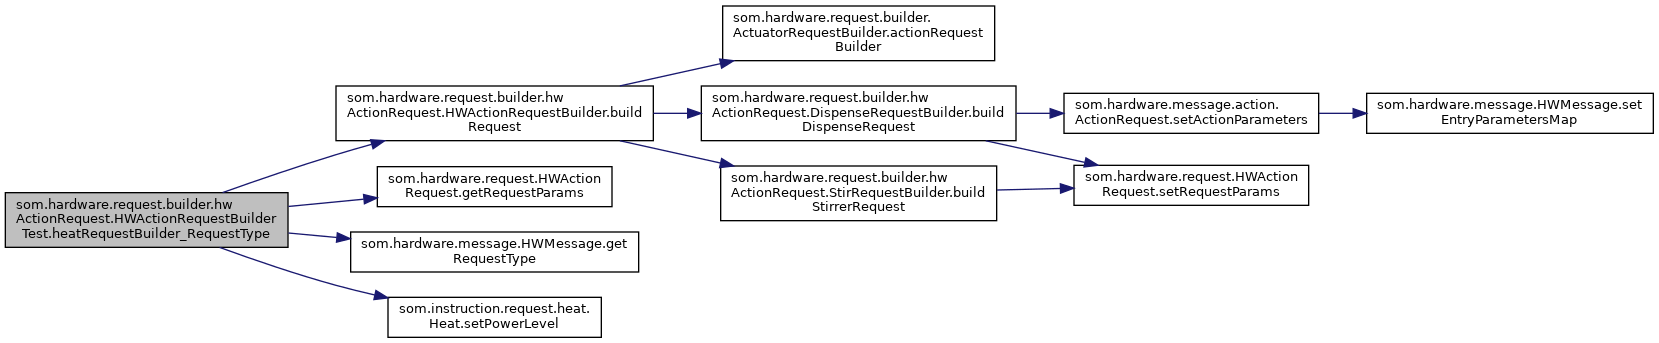 som.hardware.request.builder.
ActuatorRequestBuilder.actionRequest
Builder
som.hardware.request.builder.hw
ActionRequest.HWActionRequestBuilder.build
Request
som.hardware.request.builder.hw
ActionRequest.DispenseRequestBuilder.build
DispenseRequest
som.hardware.message.action.
ActionRequest.setActionParameters
som.hardware.message.HWMessage.set
EntryParametersMap
som.hardware.request.HWAction
Request.getRequestParams
som.hardware.request.builder.hw
ActionRequest.StirRequestBuilder.build
StirrerRequest
som.hardware.request.HWAction
Request.setRequestParams
som.hardware.request.builder.hw
ActionRequest.HWActionRequestBuilder
Test.heatRequestBuilder_RequestType
som.hardware.message.HWMessage.get
RequestType
som.instruction.request.heat.
Heat.setPowerLevel